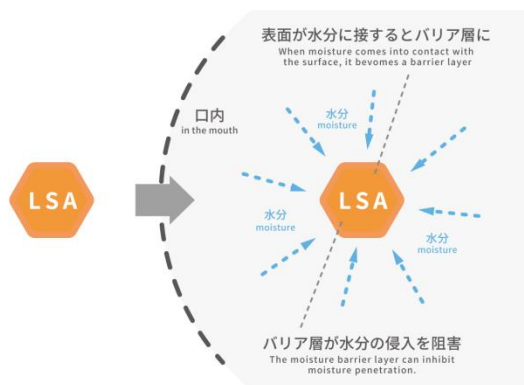 表面が水分に接するとバリア層に
When moisture comes into contact with
the surface, it bevomes a barrier layer
口内
in the mouth
水分
moisture
LSA
LSA
水分
moisture
水分
moisture
バリア層が水分の侵入を阻害
The moisture barrier layer can inhibit
moisture penetration.